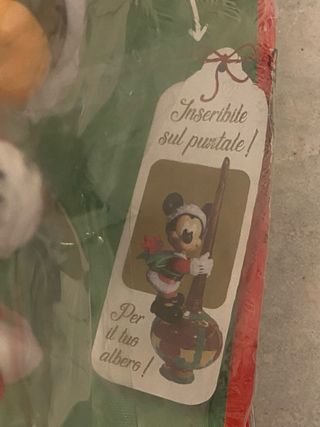 Inseribile
sul puntale!
Per
il tuo
albero!